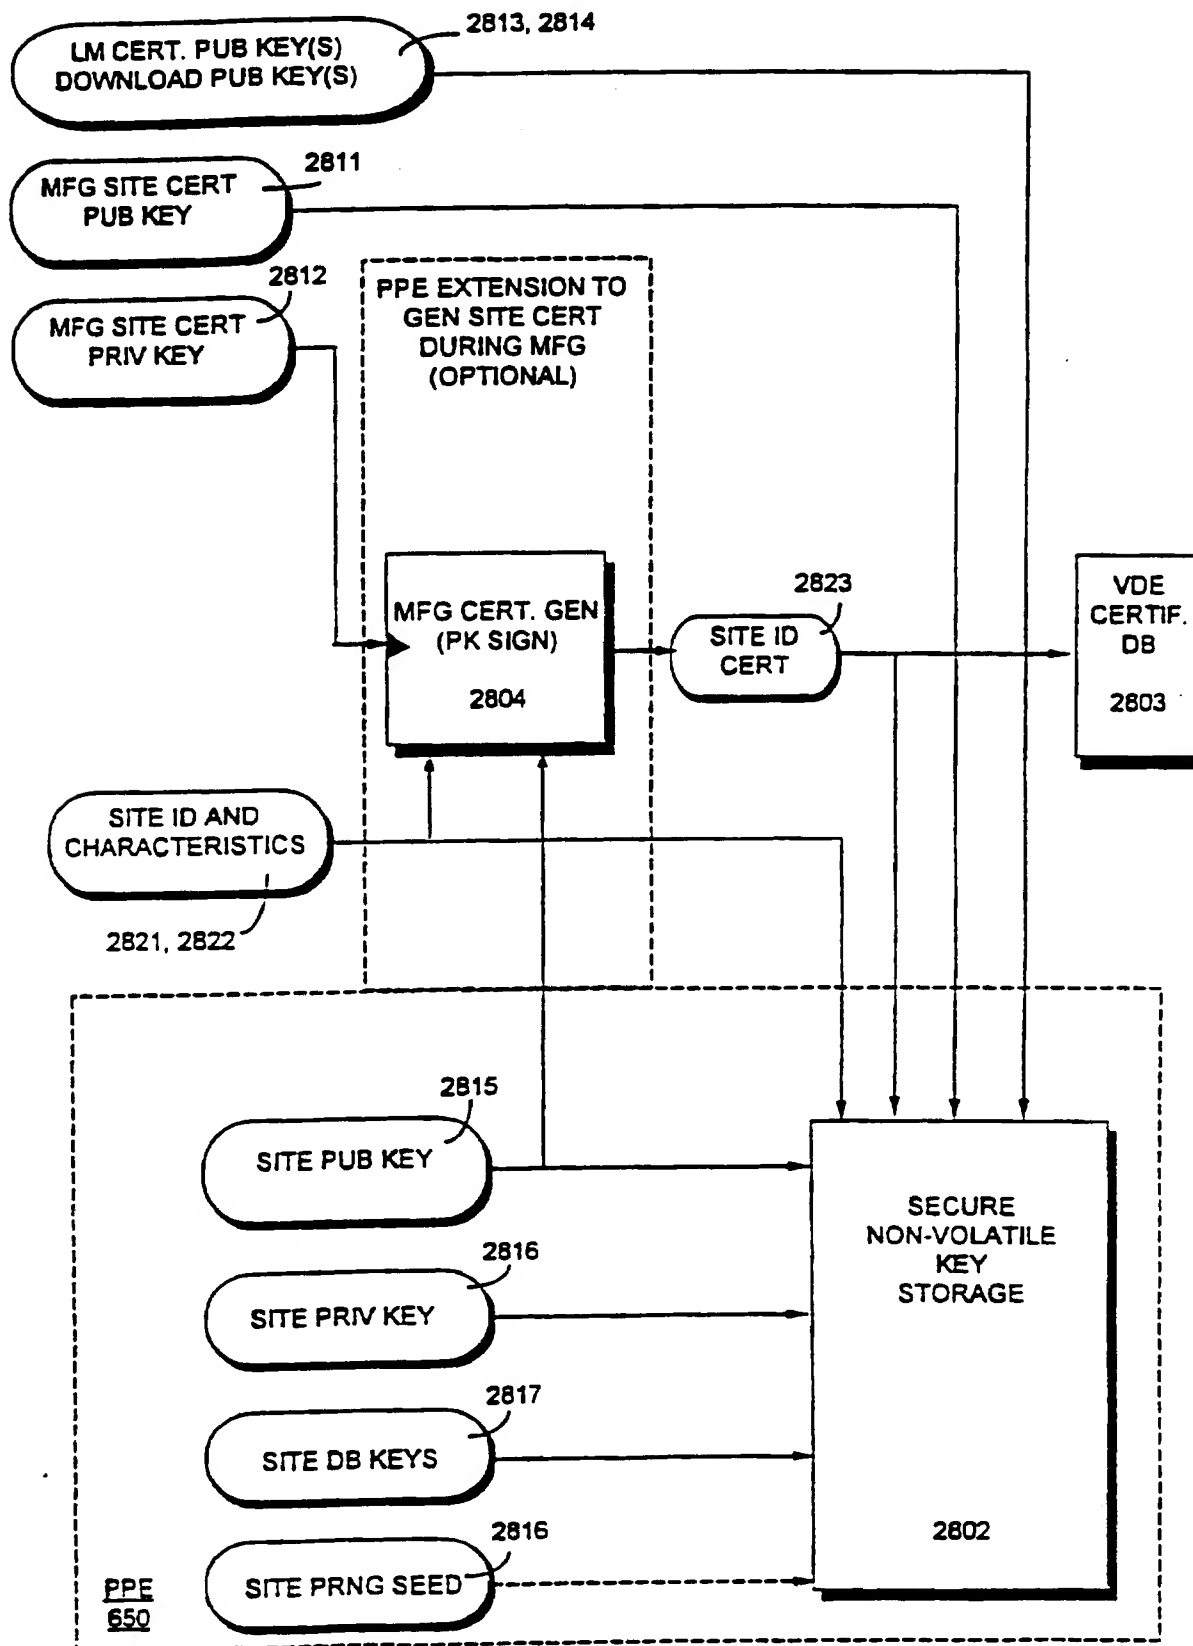 2813, 2814
LM CERT. PUB KEY(S)
DOWNLOAD PUB KEY(S)
2811
MFG SITE CERT
PUB KEY
2812
MFG SITE CERT
PRIV KEY
PPE EXTENSION TO
GEN SITE CERT
DURING MFG
(OPTIONAL)
MFG CERT. GEN
(PK SIGN)
2804
2823
SITE ID
CERT
VDE
CERTIF.
DB
2803
SITE ID AND
CHARACTERISTICS
2821, 2822
2815
SITE PUB KEY
2816
SITE PRIV KEY
2817
SITE DB KEYS
2816
SITE PRNG SEED
SECURE
NON-VOLATILE
KEY
STORAGE
2802
PPE
650